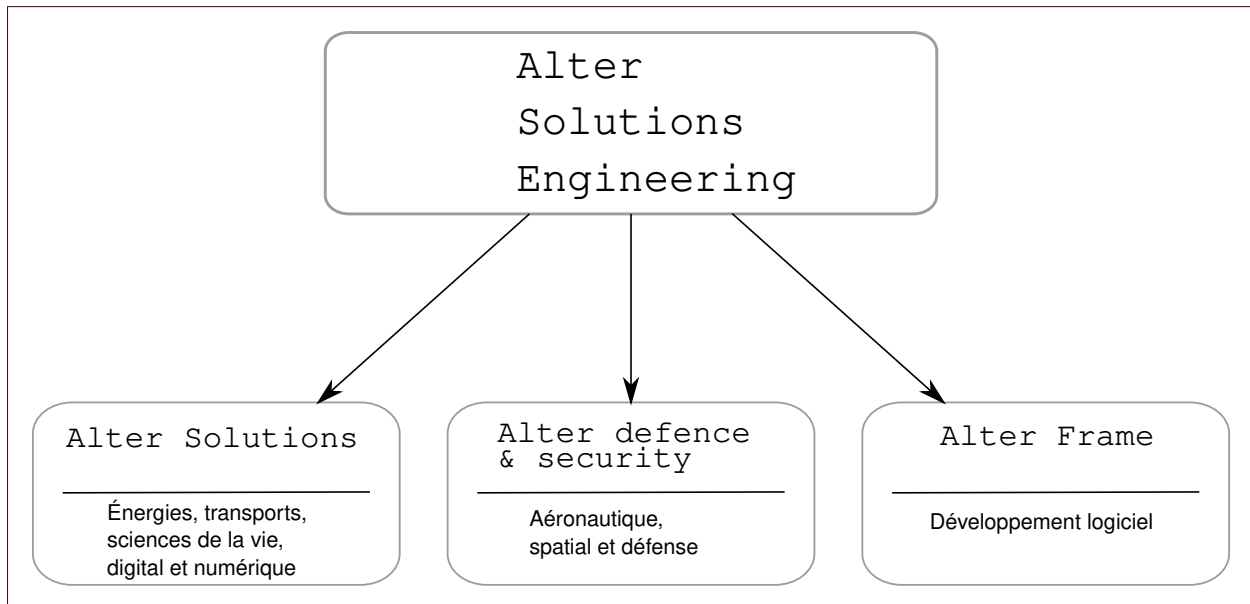 Alter
Solutions
Engineering
Alter Solutions
Énergies, transports,
sciences de la vie,
digital et numérique
Alter defence
& security
Aéronautique,
spatial et défense
Alter Frame
Développement logiciel